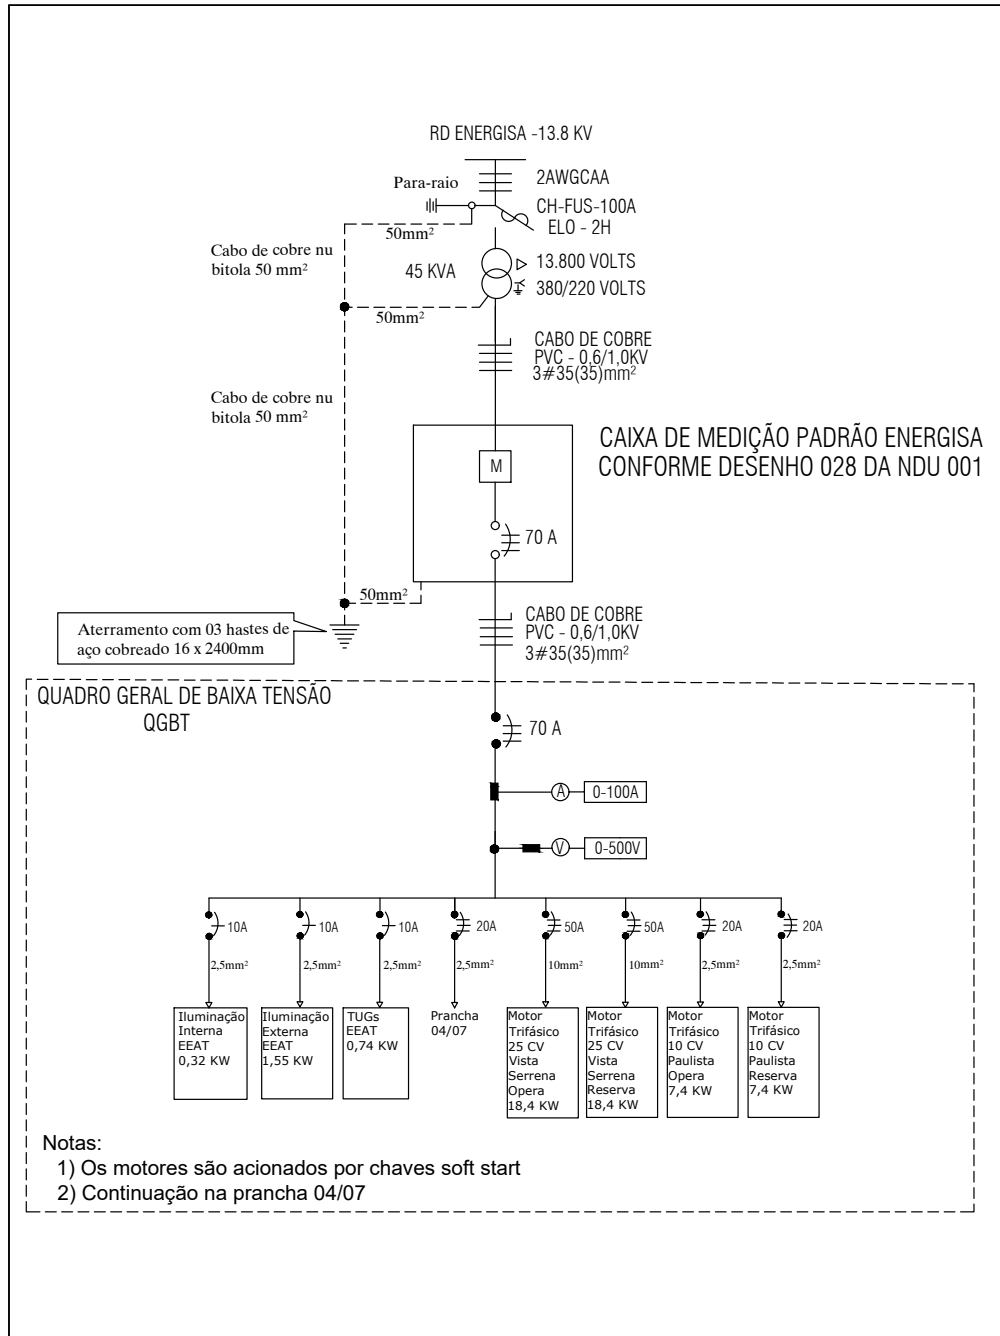 RD ENERGISA -13.8 KV
2AWGCAA
Para-raio
CH-FUS-100A
ELO - 2H
50mm²
Cabo de cobre nu
bitola 50 mm²
45 KVA
13.800 VOLTS
380/220 VOLTS
50mm²
CABO DE COBRE
PVC - 0,6/1,0KV
3#35(35)mm²
Cabo de cobre nu
bitola 50 mm²
CAIXA DE MEDIÇÃO PADRÃO ENERGISA
CONFORME DESENHO 028 DA NDU 001
M
70 A
50mm²
Aterramento com 03 hastes de
aço cobreado 16 x 2400mm
CABO DE COBRE
PVC - 0,6/1,0KV
3#35(35)mm²
QUADRO GERAL DE BAIXA TENSÃO
QGBT
70 A
A
0-100A
V
0-500V
10A
10A
10A
20A
50A
50A
20A
20A
2,5mm²
2,5mm²
2,5mm²
2,5mm²
10mm²
10mm²
2,5mm²
2,5mm²
Iluminação
Interna
EEAT
0,32 KW
Iluminação
Externa
EEAT
1,55 KW
TUGs
EEAT
0,74 KW
Prancha
04/07
Motor
Trifásico
25 CV
Vista
Serrena
Opera
18,4 KW
Motor
Trifásico
25 CV
Vista
Serrena
Reserva
18,4 KW
Motor
Trifásico
10 CV
Paulista
Opera
7,4 KW
Motor
Trifásico
10 CV
Paulista
Reserva
7,4 KW
Notas:
1) Os motores são acionados por chaves soft start
2) Continuação na prancha 04/07